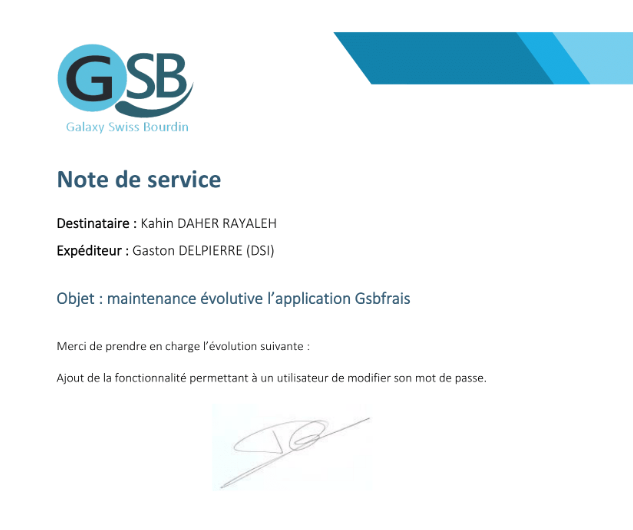 GSB
Galaxy Swiss Bourdin
Note de service
Destinataire : Kahin DAHER RAYALEH
Expéditeur : Gaston DELPIERRE (DSI)
Objet : maintenance évolutive l’application Gsbfrais
Merci de prendre en charge l’évolution suivante :
Ajout de la fonctionnalité permettant à un utilisateur de modifier son mot de passe.